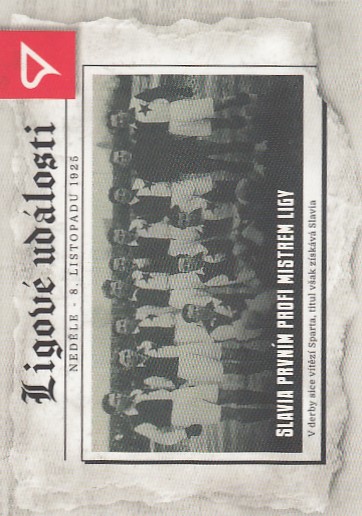 Ligové události
NEDĚLE - 8. LISTOPADU 1925
SLAVIA PRVNÍM PROFI MISTREM LIGY
V derby sice vítězí Sparta, titul však získává Slavia